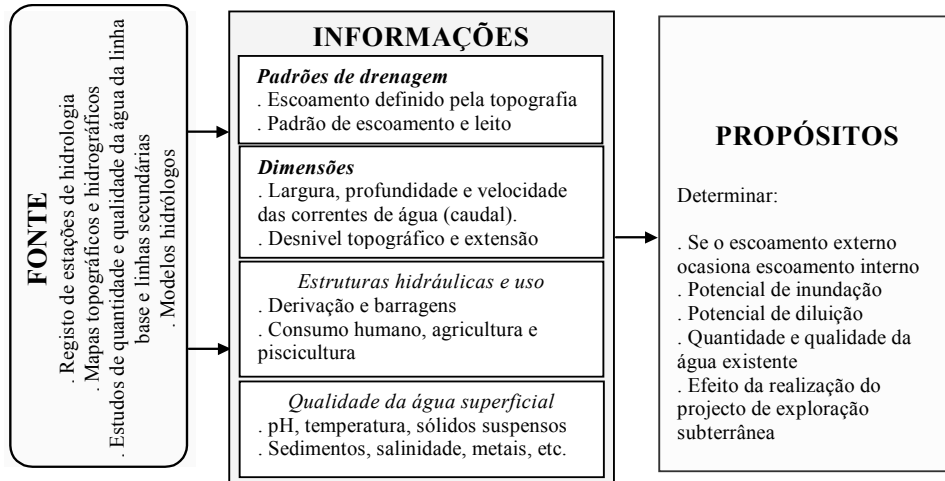 FONTE
. Registo de estações de hidrologia
. Mapas topográficos e hidrográficos
. Estudos de quantidade e qualidade da água da linha
base e linhas secundárias
. Modelos hidrólogos
INFORMAÇÕES
Padrões de drenagem
. Escoamento definido pela topografia
. Padrão de escoamento e leito
Dimensões
. Largura, profundidade e velocidade
das correntes de água (caudal).
. Desnivel topográfico e extensão
Estruturas hidráulicas e uso
. Derivação e barragens
. Consumo humano, agricultura e
piscicultura
Qualidade da água superficial
. pH, temperatura, sólidos suspensos
. Sedimentos, salinidade, metais, etc.
PROPÓSITOS
Determinar:
. Se o escoamento externo
ocasiona escoamento interno
. Potencial de inundação
. Potencial de diluição
. Quantidade e qualidade da
água existente
. Efeito da realização do
projecto de exploração
subterrânea